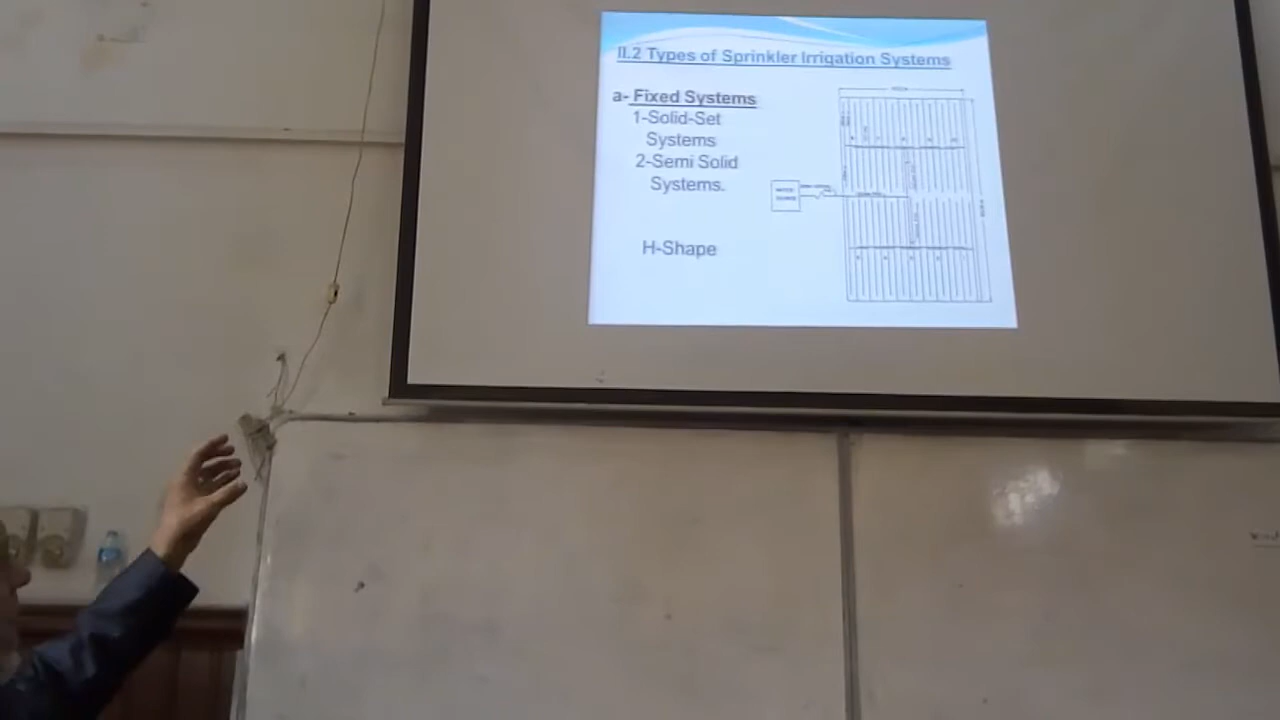 II.2 Types of Sprinkler Irrigation Systems
a- Fixed Systems
1-Solid-Set
Systems
2-Semi Solid
Systems.
H-Shape